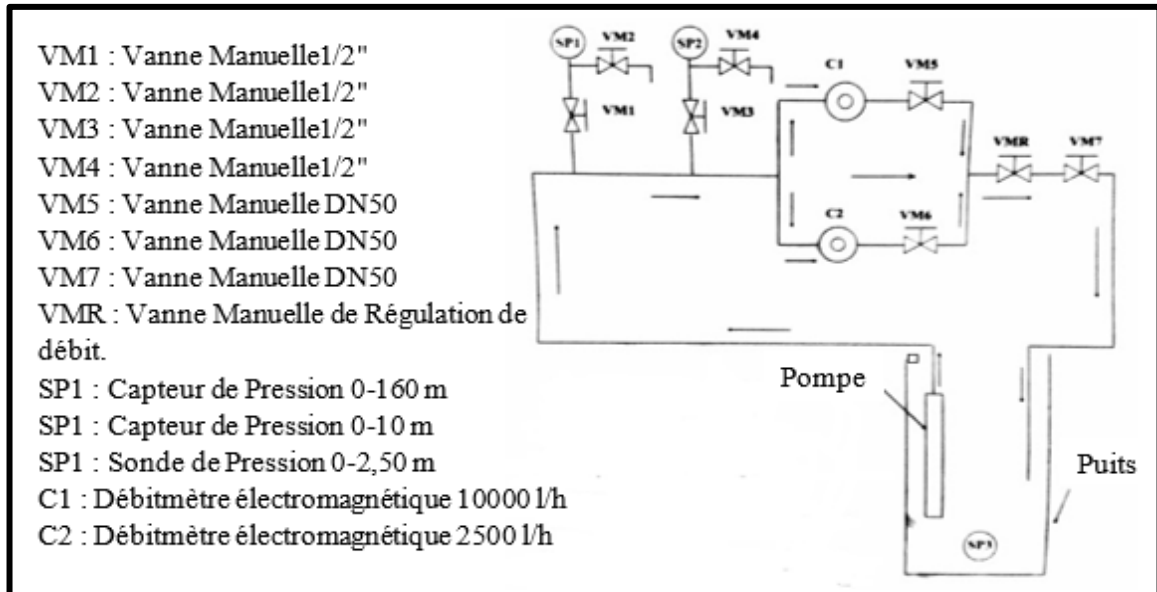 VM1 : Vanne Manuelle1/2"
VM2 : Vanne Manuelle1/2"
VM3 : Vanne Manuelle1/2"
VM4 : Vanne Manuelle1/2"
VM5 : Vanne Manuelle DN50
VM6 : Vanne Manuelle DN50
VM7 : Vanne Manuelle DN50
VMR : Vanne Manuelle de Régulation de
débit.
SP1 : Capteur de Pression 0-160 m
SP1 : Capteur de Pression 0-10 m
SP1 : Sonde de Pression 0-2,50 m
C1 : Débitmètre électromagnétique 10000 l/h
C2 : Débitmètre électromagnétique 2500 l/h
SP1
VM2
SP2
VM4
VM1
VM3
C1
VM5
VMR
VM7
C2
VM6
Pompe
Puits
SP3